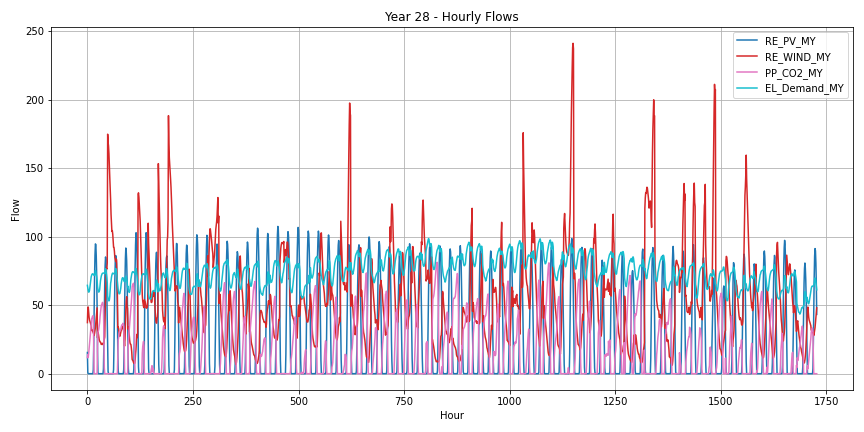 Year 28 - Hourly Flows
RE_PV_MY
RE_WIND_MY
PP_CO2_MY
EL_Demand_MY
Flow
250
200
150
100
50
0
0
250
500
750
1000
1250
1500
1750
Hour